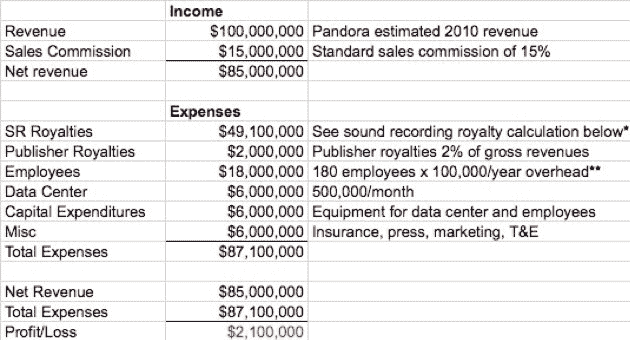 Income
Revenue $100,000,000 Pandora estimated 2010 revenue
Sales Commission $15,000,000 Standard sales commission of 15%
Net revenue $85,000,000
Expenses
SR Royalties $49,100,000 See sound recording royalty calculation below*
Publisher Royalties $2,000,000 Publisher royalties 2% of gross revenues
Employees $18,000,000 180 employees x 100,000/year overhead**
Data Center $6,000,000 500,000/month
Capital Expenditures $6,000,000 Equipment for data center and employees
Misc $6,000,000 Insurance, press, marketing, T&E
Total Expenses $87,100,000
Net Revenue $85,000,000
Total Expenses $87,100,000
Profit/Loss $2,100,000